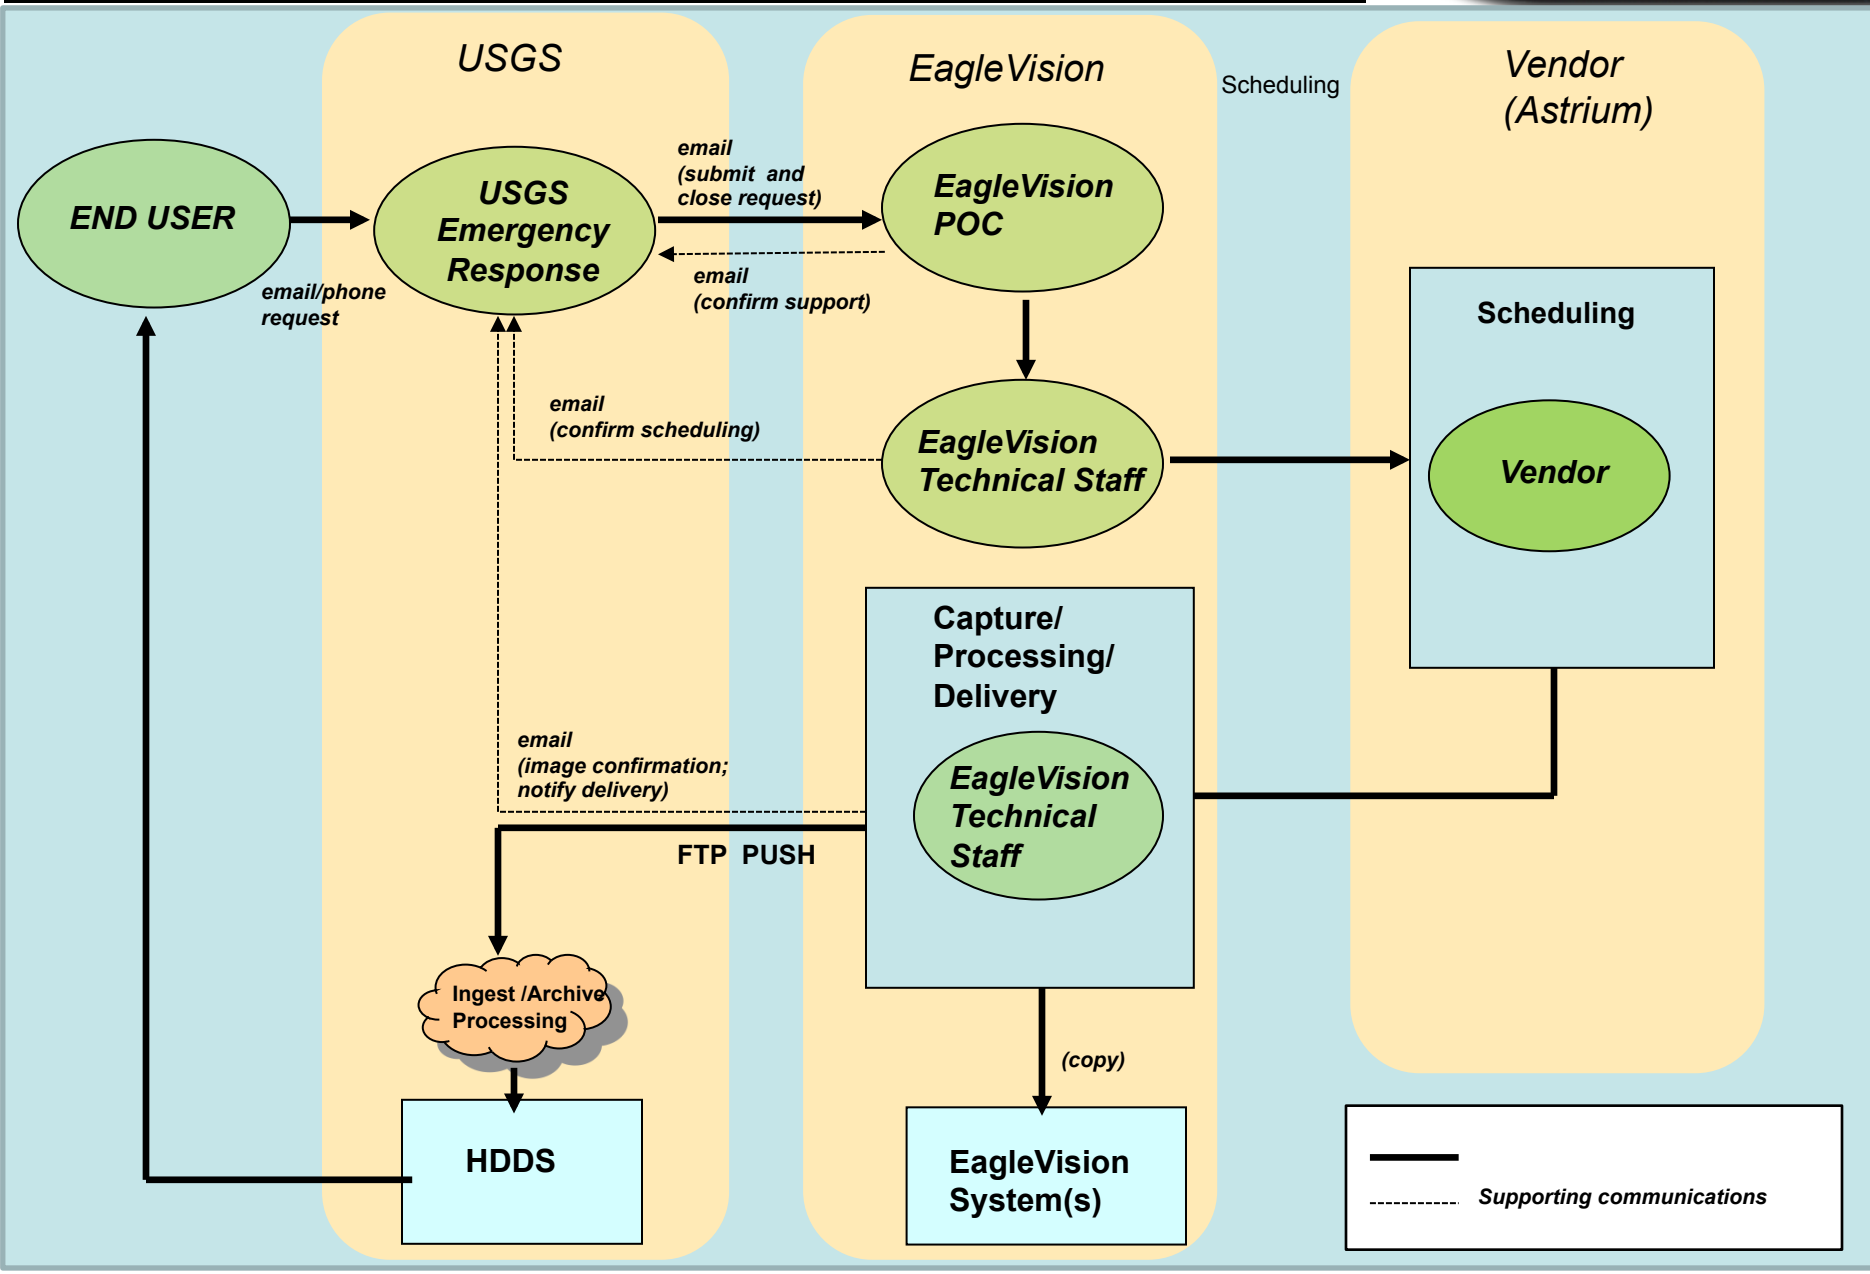 USGS
EagleVision
Scheduling
Vendor
(Astrium)
END USER
email/phone
request
USGS
Emergency
Response
email
(submit and
close request)
email
(confirm support)
EagleVision
POC
Scheduling
email
(confirm scheduling)
EagleVision
Technical Staff
Vendor
Capture/
Processing/
Delivery
email
(image confirmation;
notify delivery)
EagleVision
Technical
Staff
FTP PUSH
Ingest /Archive
Processing
(copy)
HDDS
EagleVision
System(s)
Supporting communications